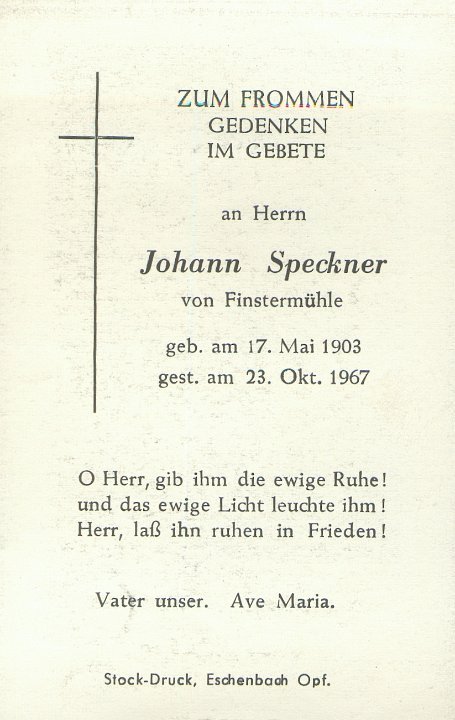 ZUM FROMMEN
GEDENKEN
IM GEBETE
an Herrn
Johann Speckner
von Finstermühle
geb. am 17. Mai 1903
gest. am 23. Okt. 1967
O Herr, gib ihm die ewige Ruhe!
und das ewige Licht leuchte ihm!
Herr, laß ihn ruhen in Frieden!
Vater unser. Ave Maria.
Stock-Druck, Eschenbach Opf.